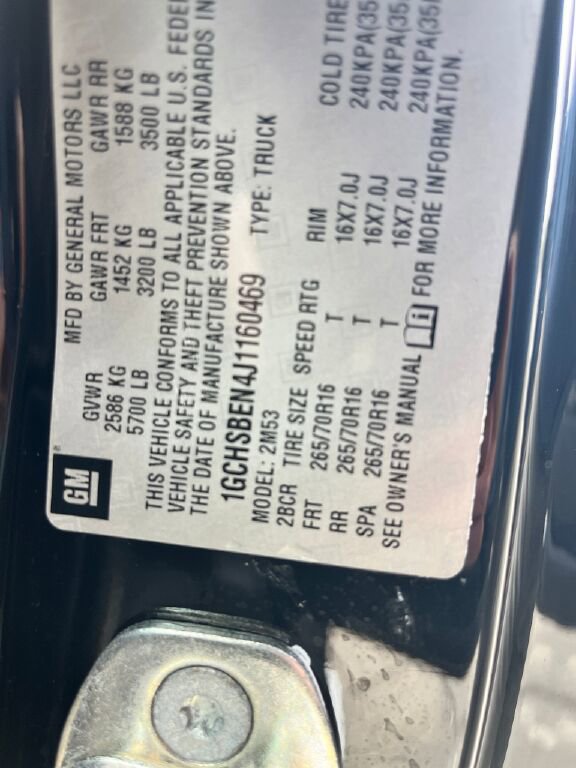 GM
MFD BY GENERAL MOTORS LLC
GVWR GAWR FRT GAWR RR
2586 KG 1452 KG 1588 KG
5700 LB 3200 LB 3500 LB
THIS VEHICLE CONFORMS TO ALL APPLICABLE U.S.
VEHICLE SAFETY AND THEFT PREVENTION STANDARDS IN
THE DATE OF MANUFACTURE SHOWN ABOVE.
1GCHSBEN4J1160469 TYPE: TRUCK
MODEL: 2M53
2BCR TIRE SIZE SPEED RTG RIM COLD TIRE
FRT 265/70R16 T 16X7.0J 240KPA(35
RR 265/70R16 T 16X7.0J 240KPA(35
SPA 265/70R16 T 16X7.0J 240KPA(35
SEE OWNER'S MANUAL FOR MORE INFORMATION.